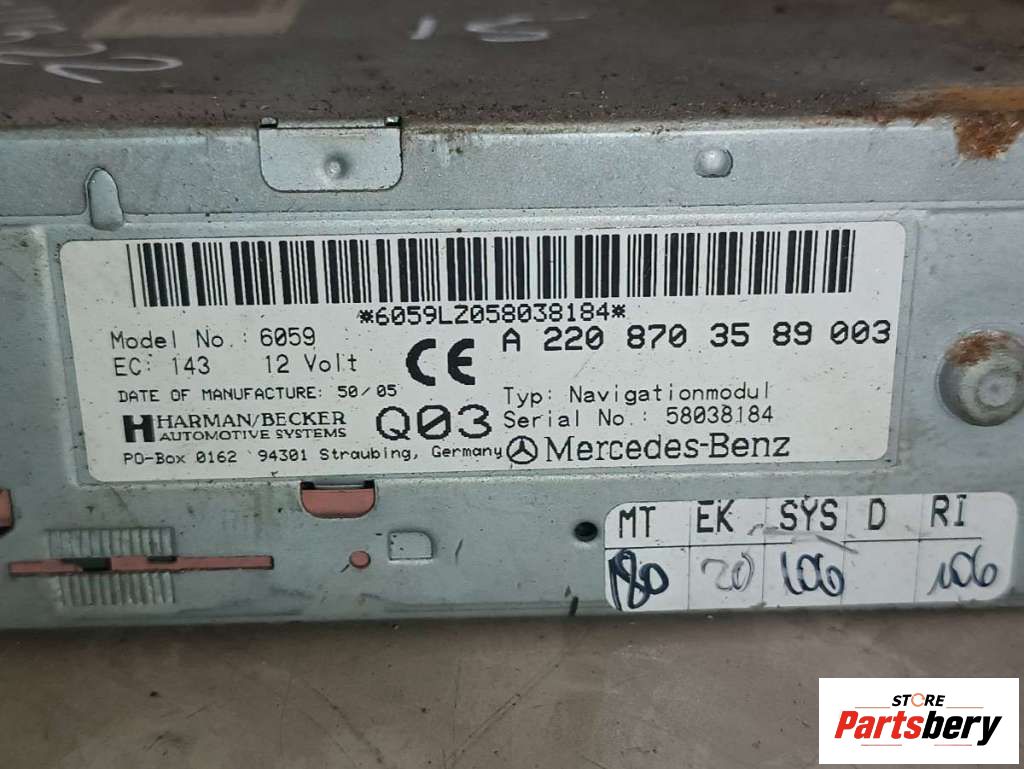 *6059LZ058038184*
Model No.: 6059
EC: 143 12 Volt
CE
A 220 870 35 89 003
DATE OF MANUFACTURE: 50/05
Typ: Navigationmodul
HARMAN/BECKER
AUTOMOTIVE SYSTEMS
Q03
Serial No.: 58038184
PO-Box 0162 94301 Straubing, Germany
Mercedes-Benz
MT EK SYS D RI
180 20 106 106
STORE
Partsbery